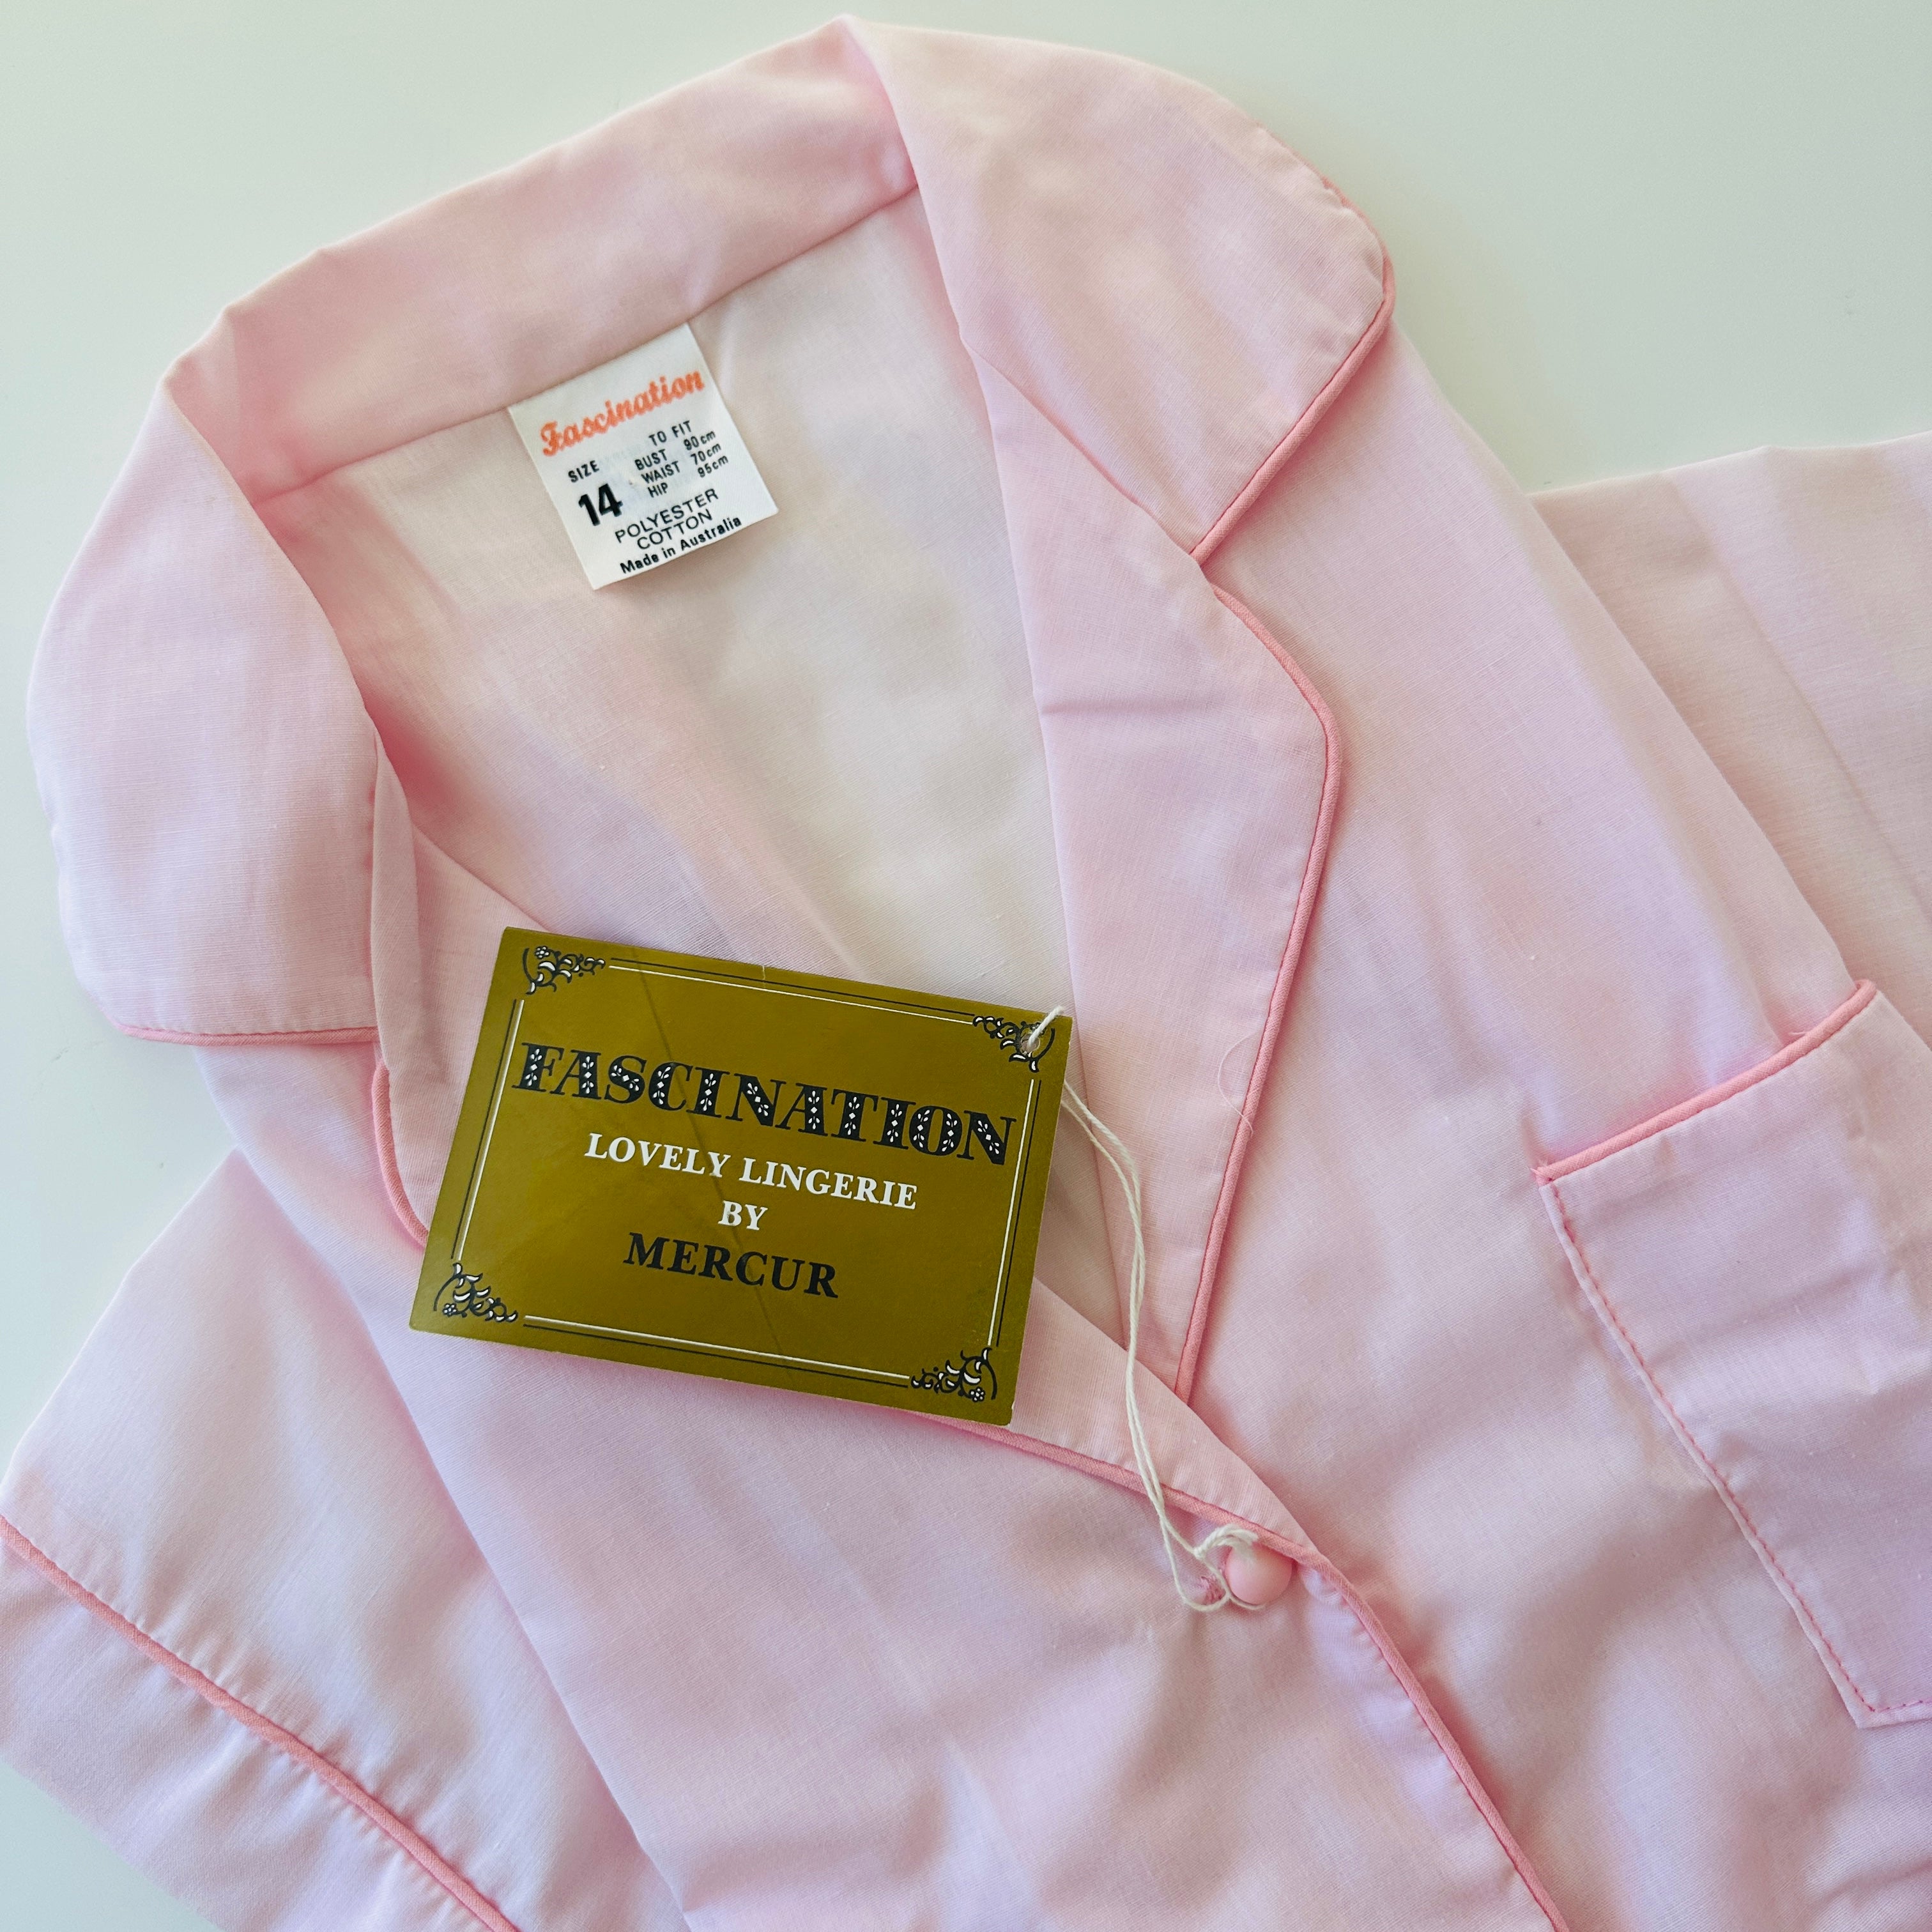 Fascination
TO FIT
SIZE BUST 90cm
14 WAIST 70cm
HIP 95cm
POLYESTER
COTTON
Made in Australia
FASCINATION
LOVELY LINGERIE
BY
MERCUR